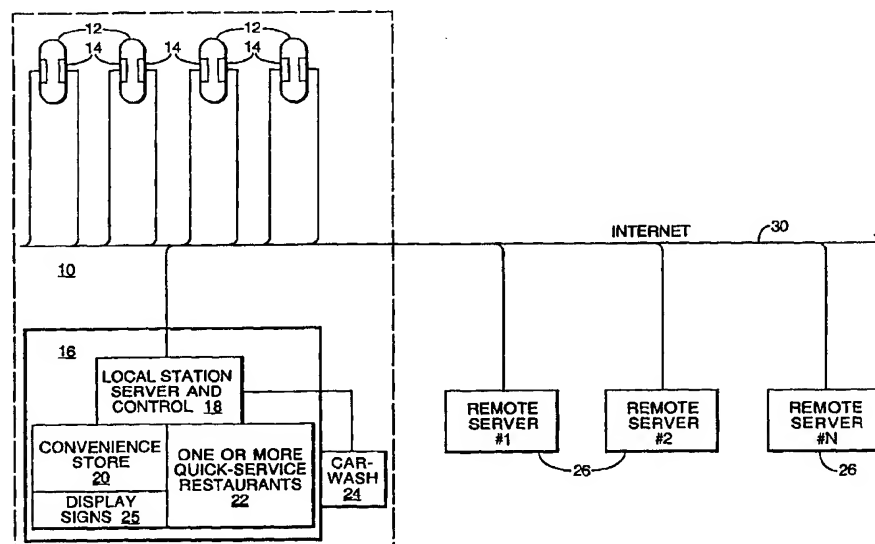 12 12
14 14 14 14
INTERNET 30
10
16
LOCAL STATION
SERVER AND
CONTROL 18
CONVENIENCE
STORE
20
DISPLAY
SIGNS 25
ONE OR MORE
QUICK-SERVICE
RESTAURANTS
22
CAR-
WASH
24
REMOTE
SERVER
#1
REMOTE
SERVER
#2
REMOTE
SERVER
#N
26 26